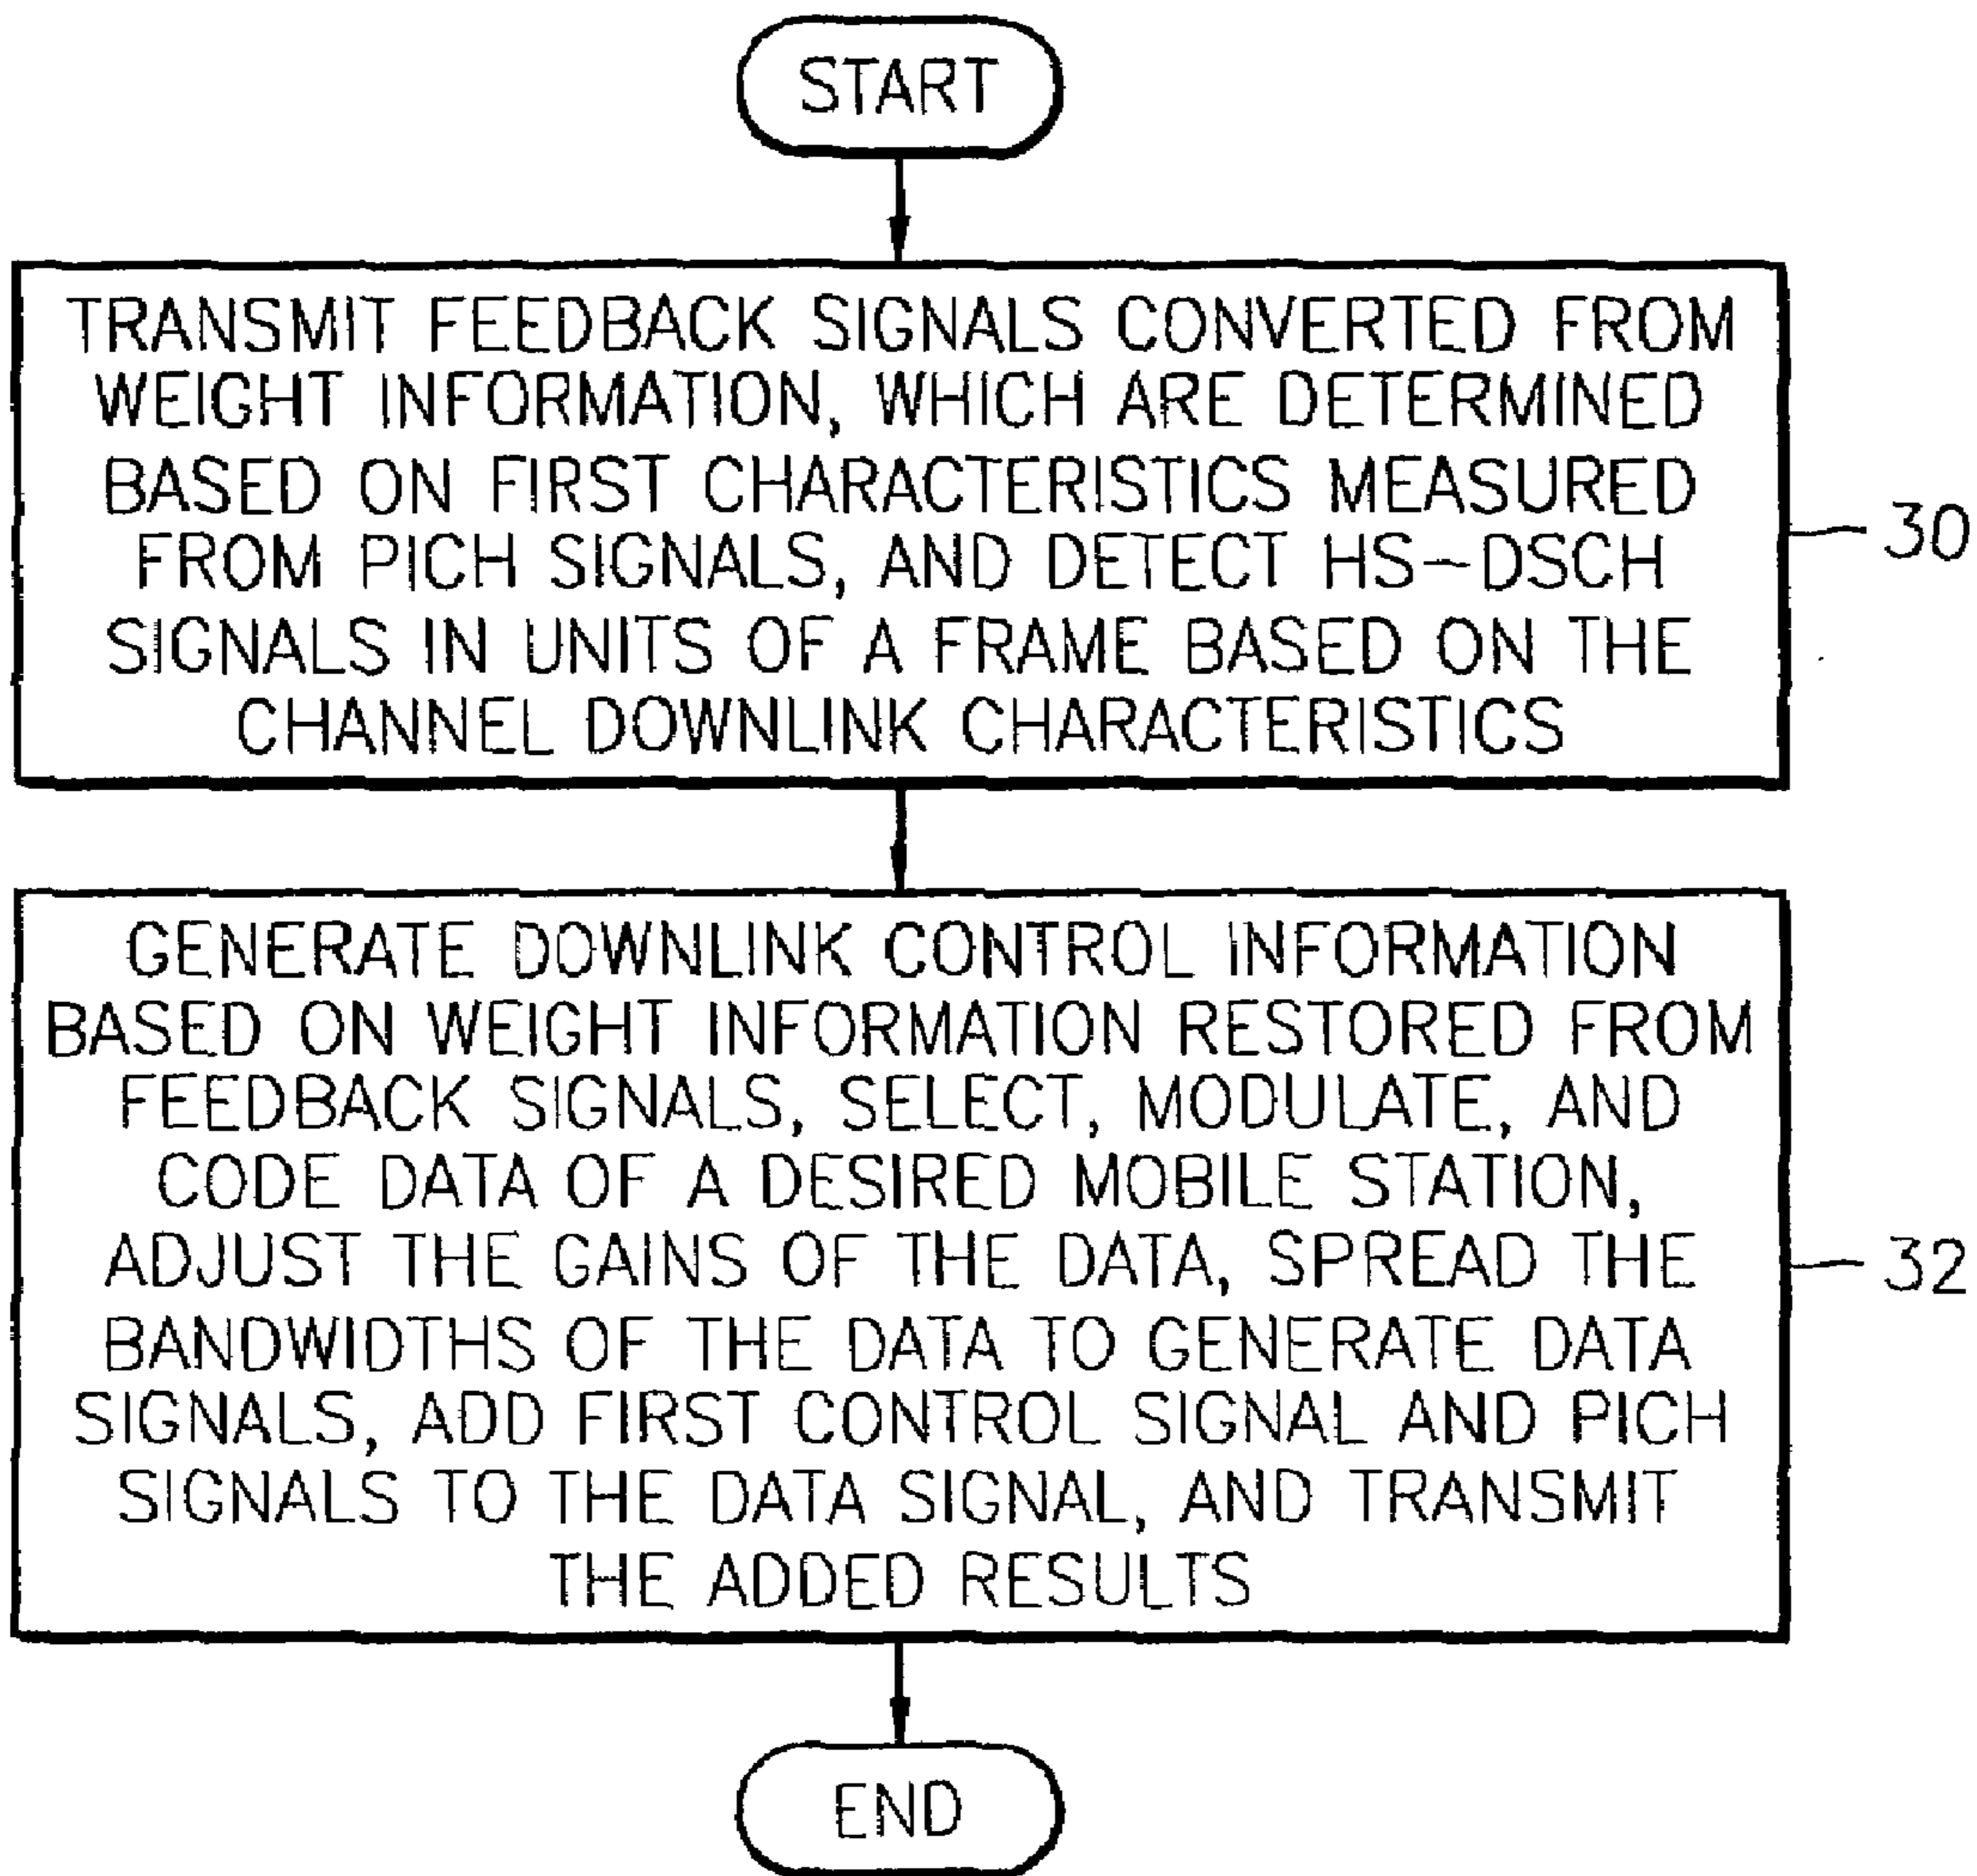 START
TRANSMIT FEEDBACK SIGNALS CONVERTED FROM
WEIGHT INFORMATION, WHICH ARE DETERMINED
BASED ON FIRST CHARACTERISTICS MEASURED
FROM PICH SIGNALS, AND DETECT HS-DSCH
SIGNALS IN UNITS OF A FRAME BASED ON THE
CHANNEL DOWNLINK CHARACTERISTICS
30
GENERATE DOWNLINK CONTROL INFORMATION
BASED ON WEIGHT INFORMATION RESTORED FROM
FEEDBACK SIGNALS, SELECT, MODULATE, AND
CODE DATA OF A DESIRED MOBILE STATION,
ADJUST THE GAINS OF THE DATA, SPREAD THE
BANDWIDTHS OF THE DATA TO GENERATE DATA
SIGNALS, ADD FIRST CONTROL SIGNAL AND PICH
SIGNALS TO THE DATA SIGNAL, AND TRANSMIT
THE ADDED RESULTS
32
END